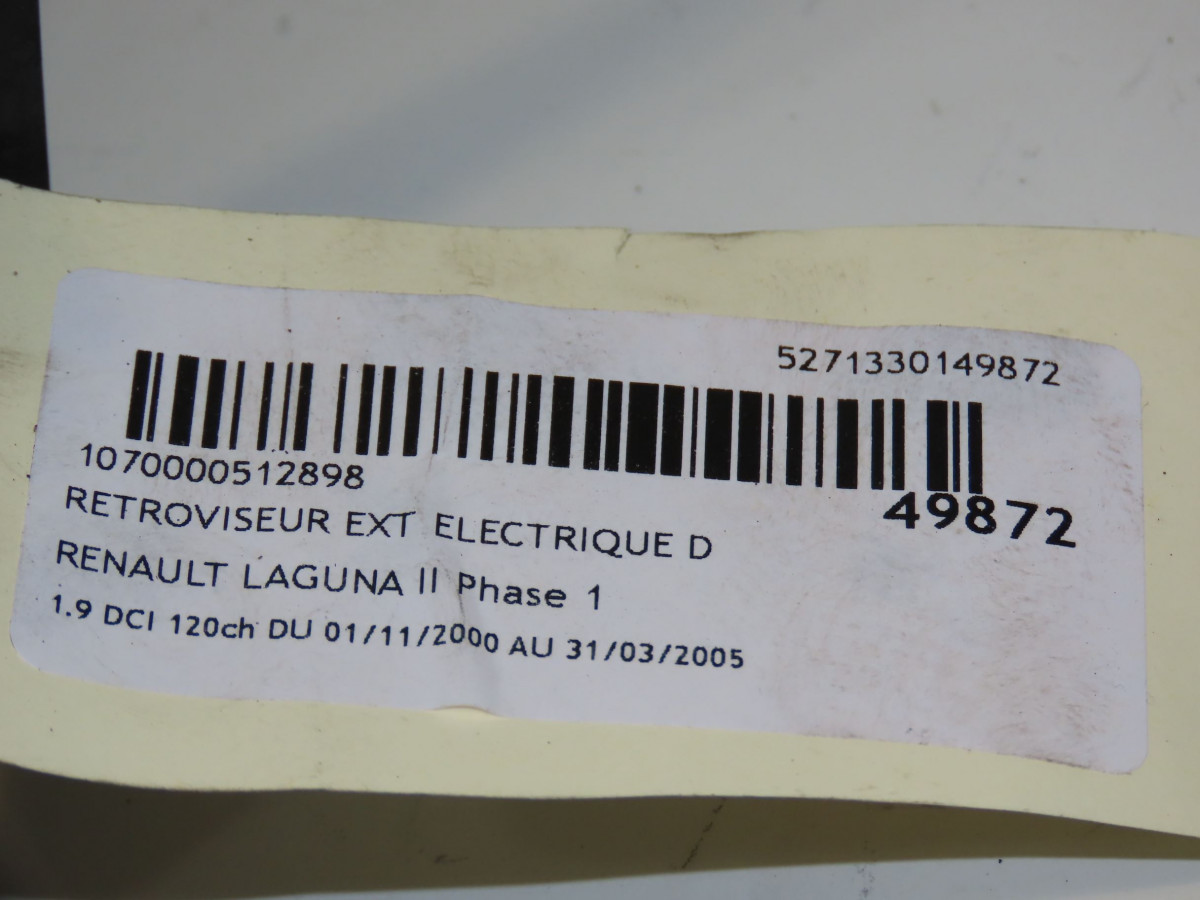 5271330149872
1070000512898
49872
RETROVISEUR EXT ELECTRIQUE D
RENAULT LAGUNA II Phase 1
1.9 DCI 120ch DU 01/11/2000 AU 31/03/2005